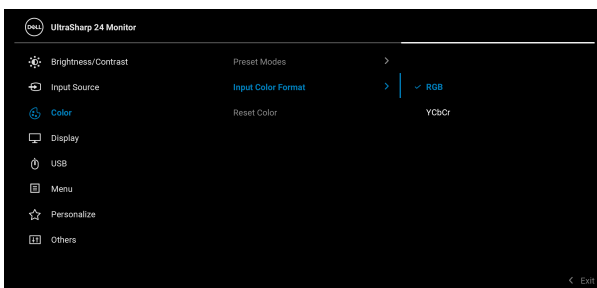 DELL UltraSharp 24 Monitor
Brightness/Contrast Preset Modes
Input Source Input Color Format RGB
Color Reset Color YCbCr
Display
USB
Menu
Personalize
Others
Exit